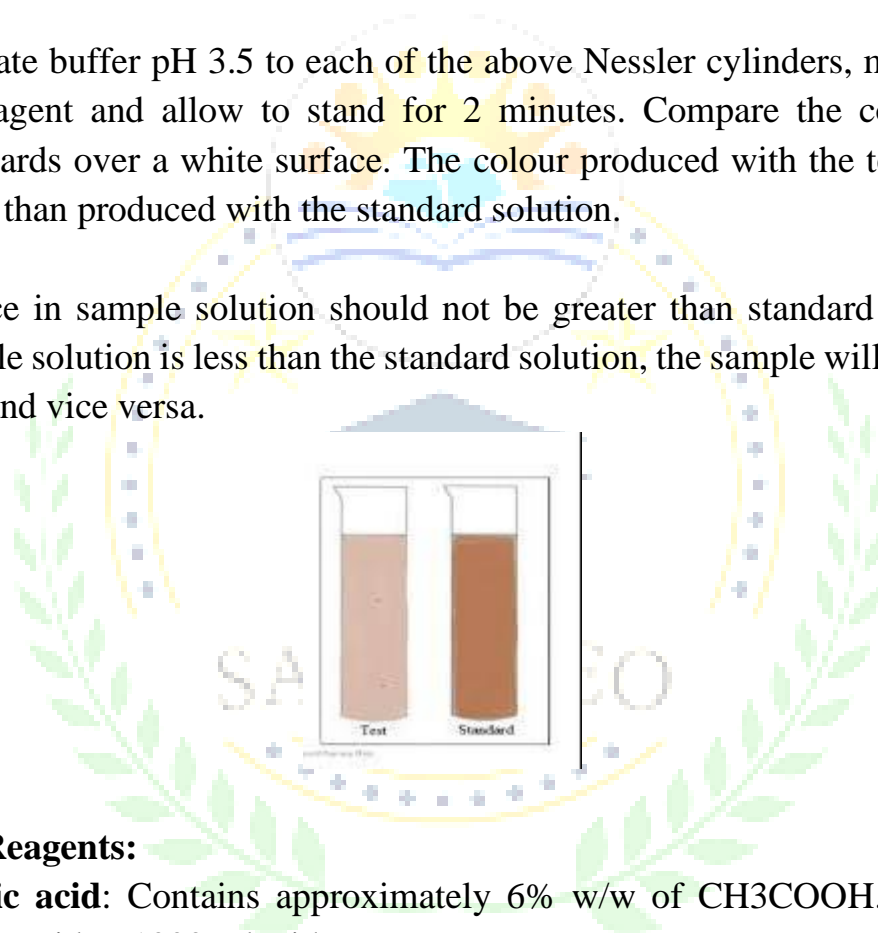 ate buffer pH 3.5 to each of the above Nessler cylinders, m
agent and allow to stand for 2 minutes. Compare the c
ards over a white surface. The colour produced with the t
than produced with the standard solution.
ce in sample solution should not be greater than standard
le solution is less than the standard solution, the sample will
nd vice versa.
Test Standard
Reagents:
ic acid: Contains approximately 6% w/w of CH3COOH.